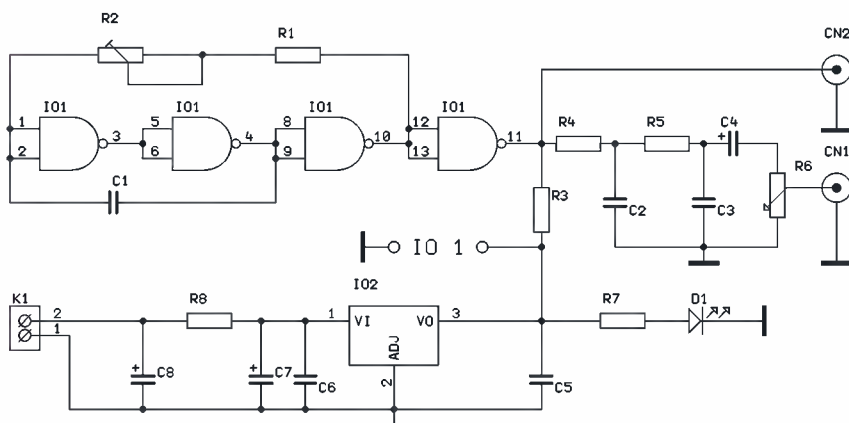 R2
R1
CN2
IO1
IO1
IO1
IO1
1
2
3
5
6
4
8
9
10
12
13
11
C1
R4
R5
C4
+
R6
CN1
R3
C2
C3
IO 1
IO2
K1
2
1
R8
1
VI
VO
3
ADJ
2
R7
D1
+
C8
+
C7
C6
C5